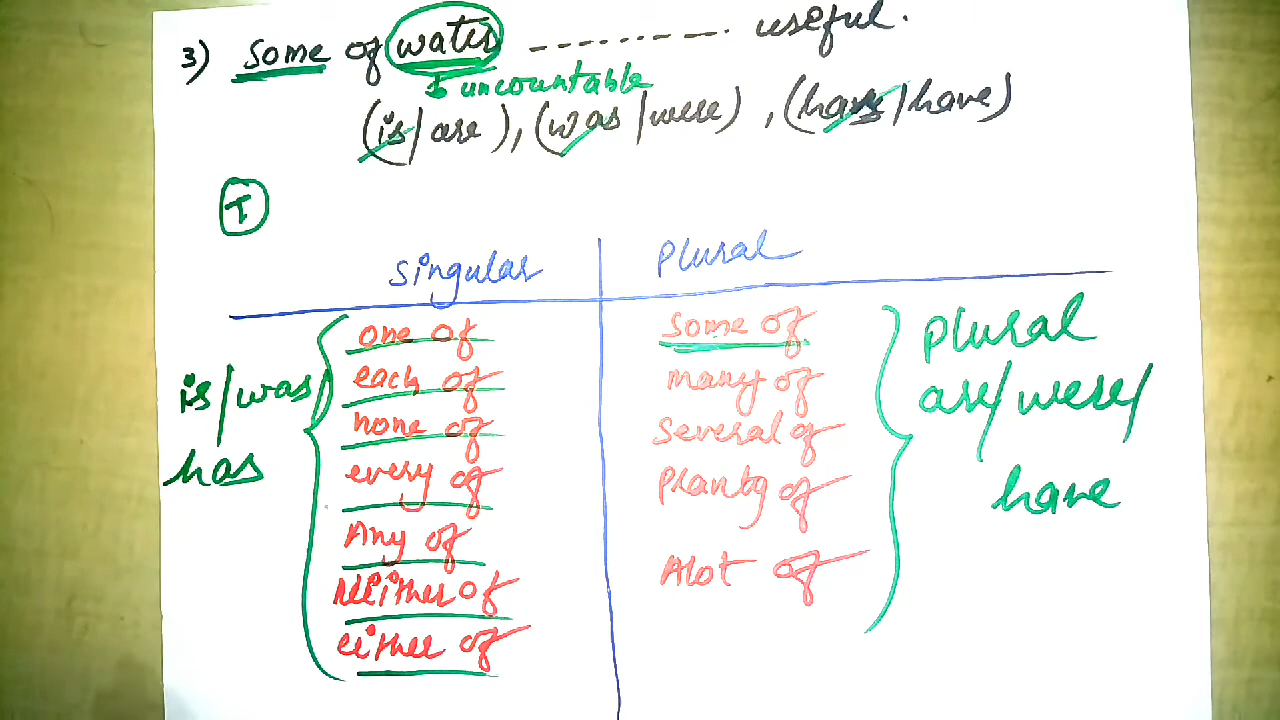 3) Some of water ---------- useful.
uncountable
(is/are), (was/were), (has/have)
T
Singular Plural
one of Some of
each of many of
none of several of
every of Planty of
Any of Alot of
Neither of
either of
is/was/
has
Plural
are/were/
have